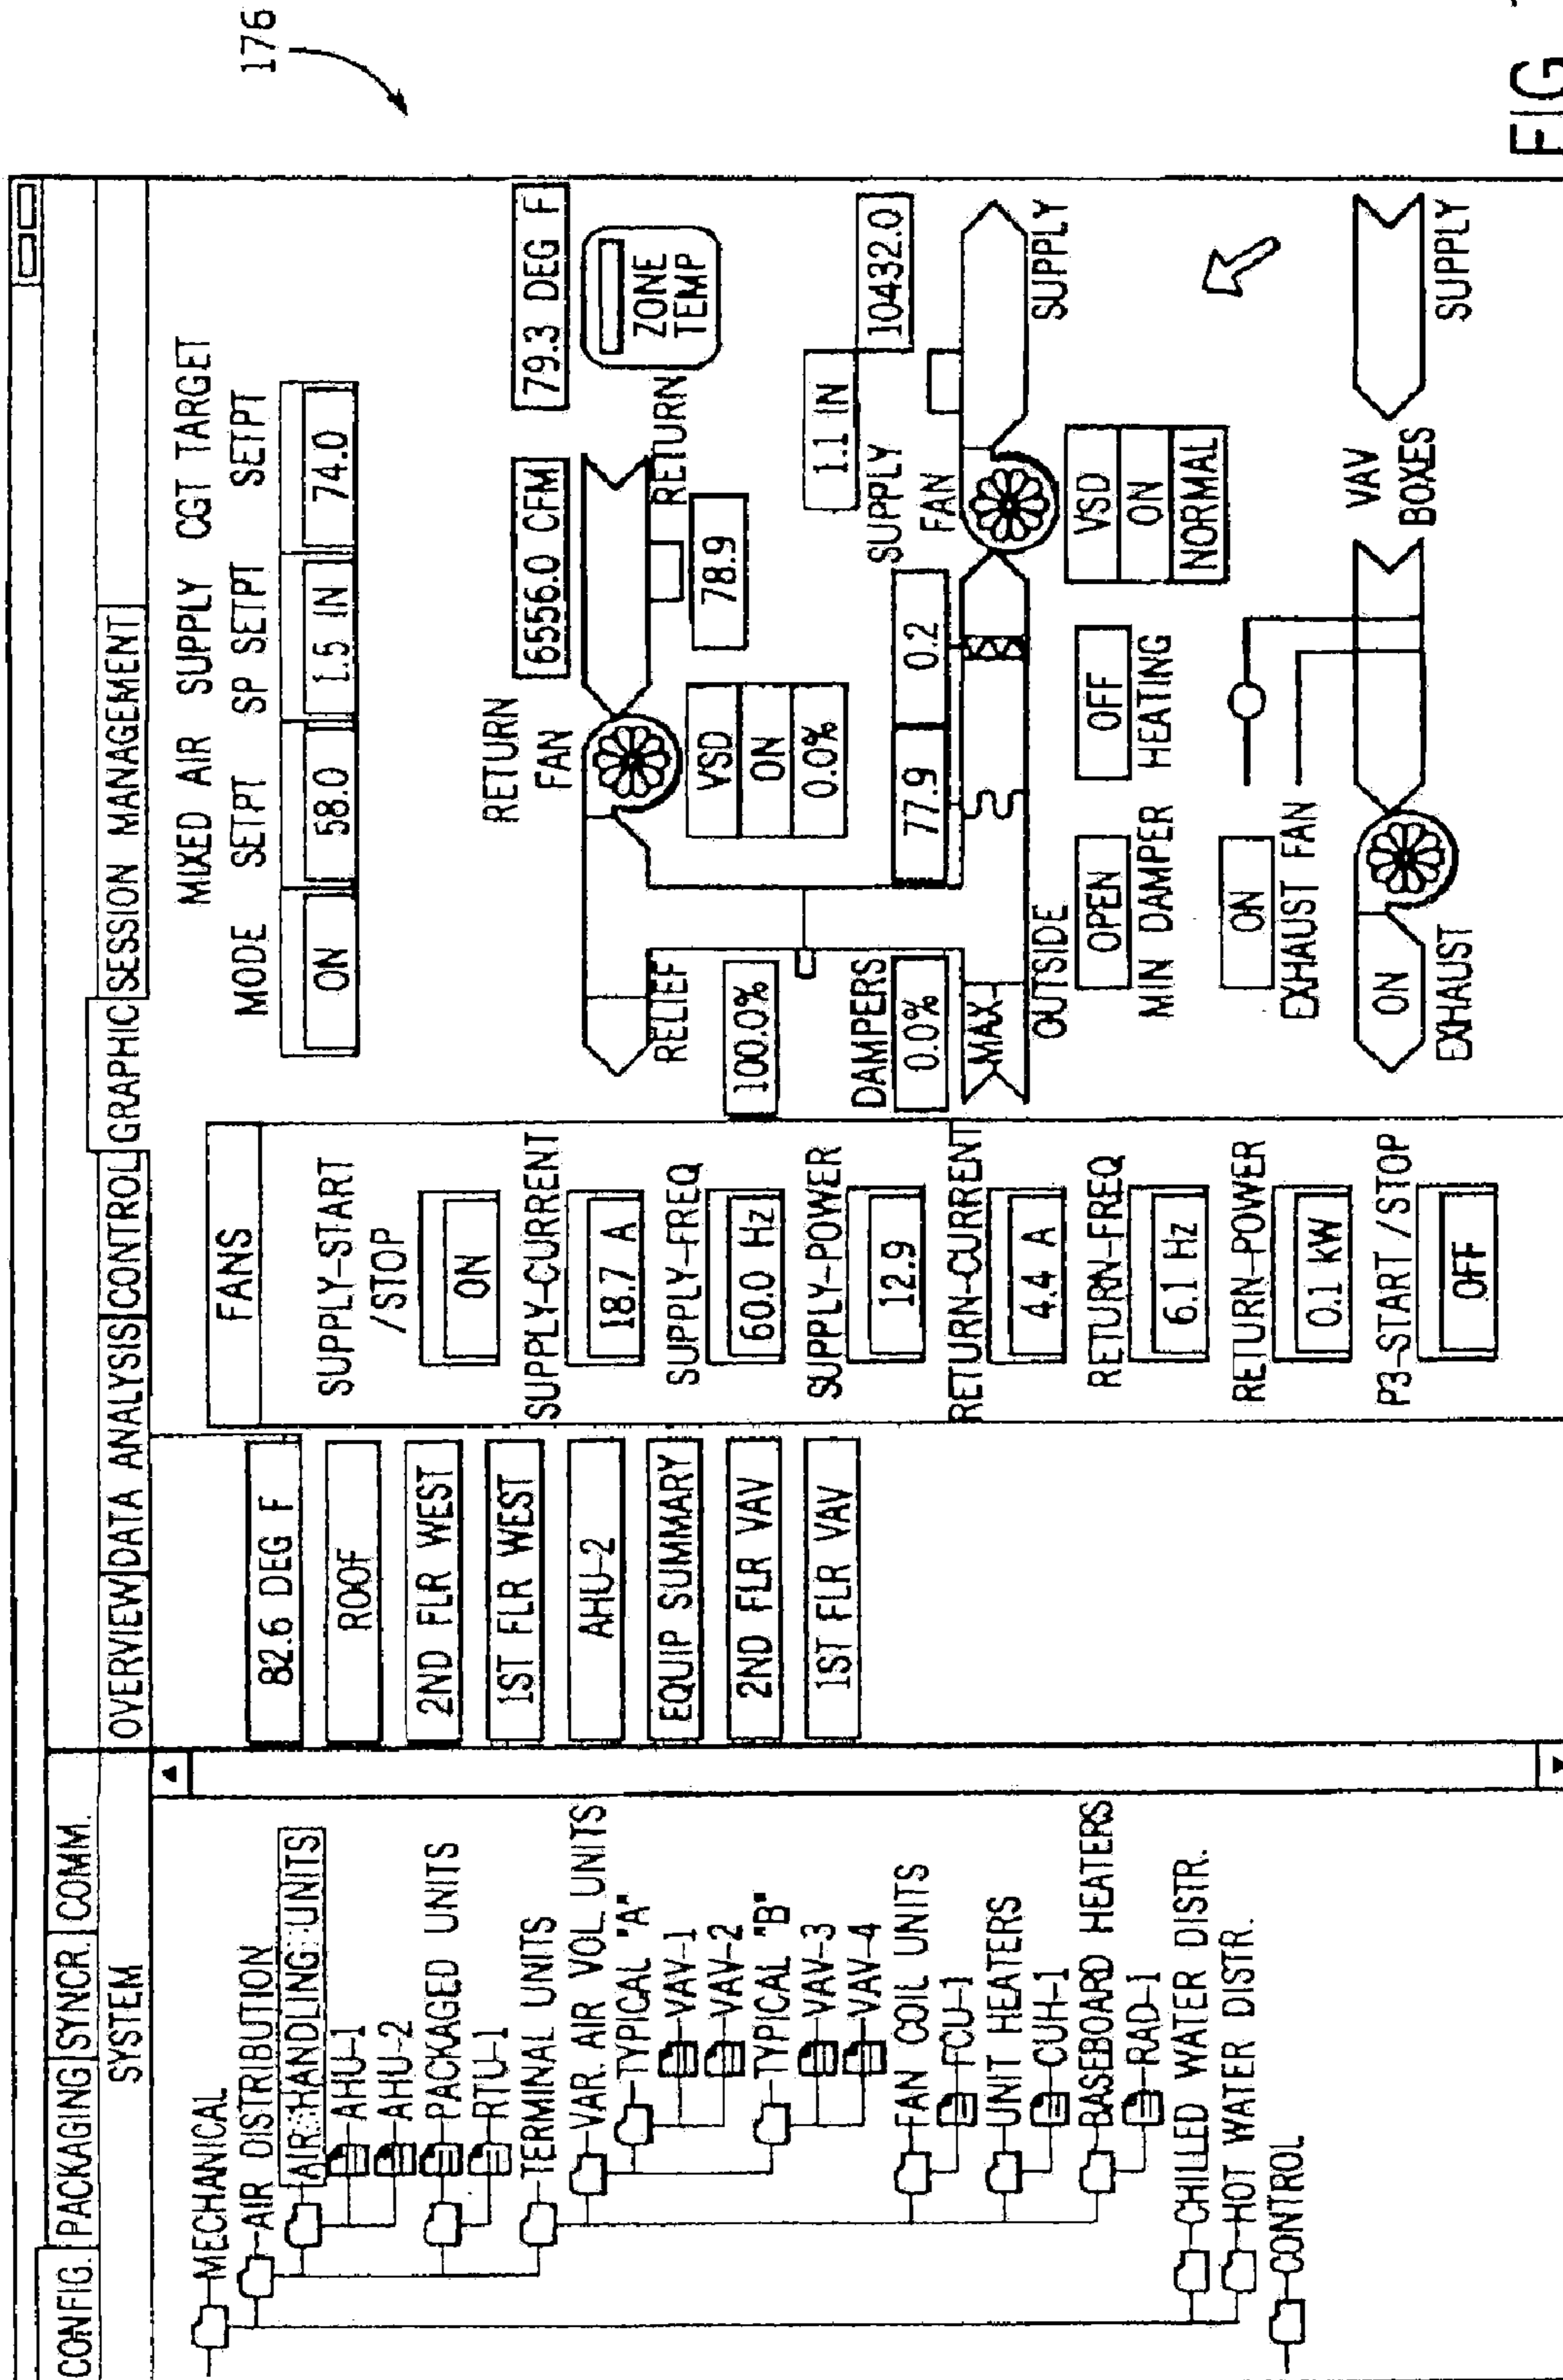 176
CONFIG. PACKAGING SYNCR. COMM.
SYSTEM
MECHANICAL
AIR DISTRIBUTION
AIR HANDLING UNITS
AHU-1
AHU-2
PACKAGED UNITS
RTU-1
TERMINAL UNITS
VAR. AIR VOL. UNITS
TYPICAL "A"
VAV-1
VAV-2
TYPICAL "B"
VAV-3
VAV-4
FAN COIL UNITS
FCU-1
UNIT HEATERS
CUH-1
BASEBOARD HEATERS
RAD-1
CHILLED WATER DISTR.
HOT WATER DISTR.
CONTROL
OVERVIEW DATA ANALYSIS CONTROL GRAPHIC SESSION MANAGEMENT
82.6 DEG F
ROOF
2ND FLR WEST
1ST FLR WEST
AHU-2
EQUIP SUMMARY
2ND FLR VAV
1ST FLR VAV
FANS
SUPPLY-START
/STOP
ON
SUPPLY-CURRENT
18.7 A
SUPPLY-FREQ
60.0 Hz
SUPPLY-POWER
12.9
RETURN-CURRENT
4.4 A
RETURN-FREQ
6.1 Hz
RETURN-POWER
0.1 KW
P3-START/STOP
OFF
MIXED AIR SUPPLY CGT TARGET
MODE SETPT SP SETPT SETPT
ON 58.0 1.5 IN 74.0
RETURN
FAN
6556.0 CFM
79.3 DEG F
ZONE
TEMP
RELIEF
RETURN
VSD
ON
0.0%
78.9
100.0%
DAMPERS
0.0%
77.9
0.2
SUPPLY
FAN
1.1 IN
10432.0
MAX
OUTSIDE
SUPPLY
OPEN
MIN DAMPER
OFF
HEATING
VSD
ON
NORMAL
ON
EXHAUST FAN
VAV
BOXES
ON
EXHAUST
SUPPLY
FIG